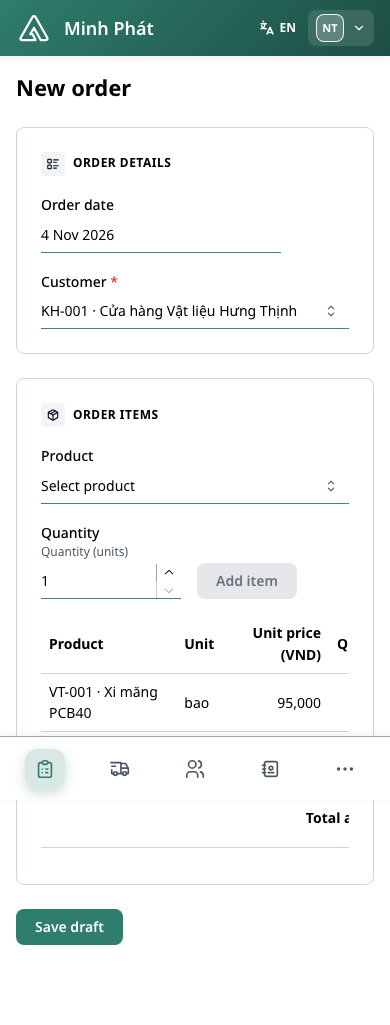 Minh Phát
EN
NT
New order
ORDER DETAILS
Order date
4 Nov 2026
Customer *
KH-001 · Cửa hàng Vật liệu Hưng Thịnh
ORDER ITEMS
Product
Select product
Quantity
Quantity (units)
1
Add item
Product Unit Unit price (VND) Q
VT-001 · Xi măng PCB40 bao 95,000
Total a
Save draft